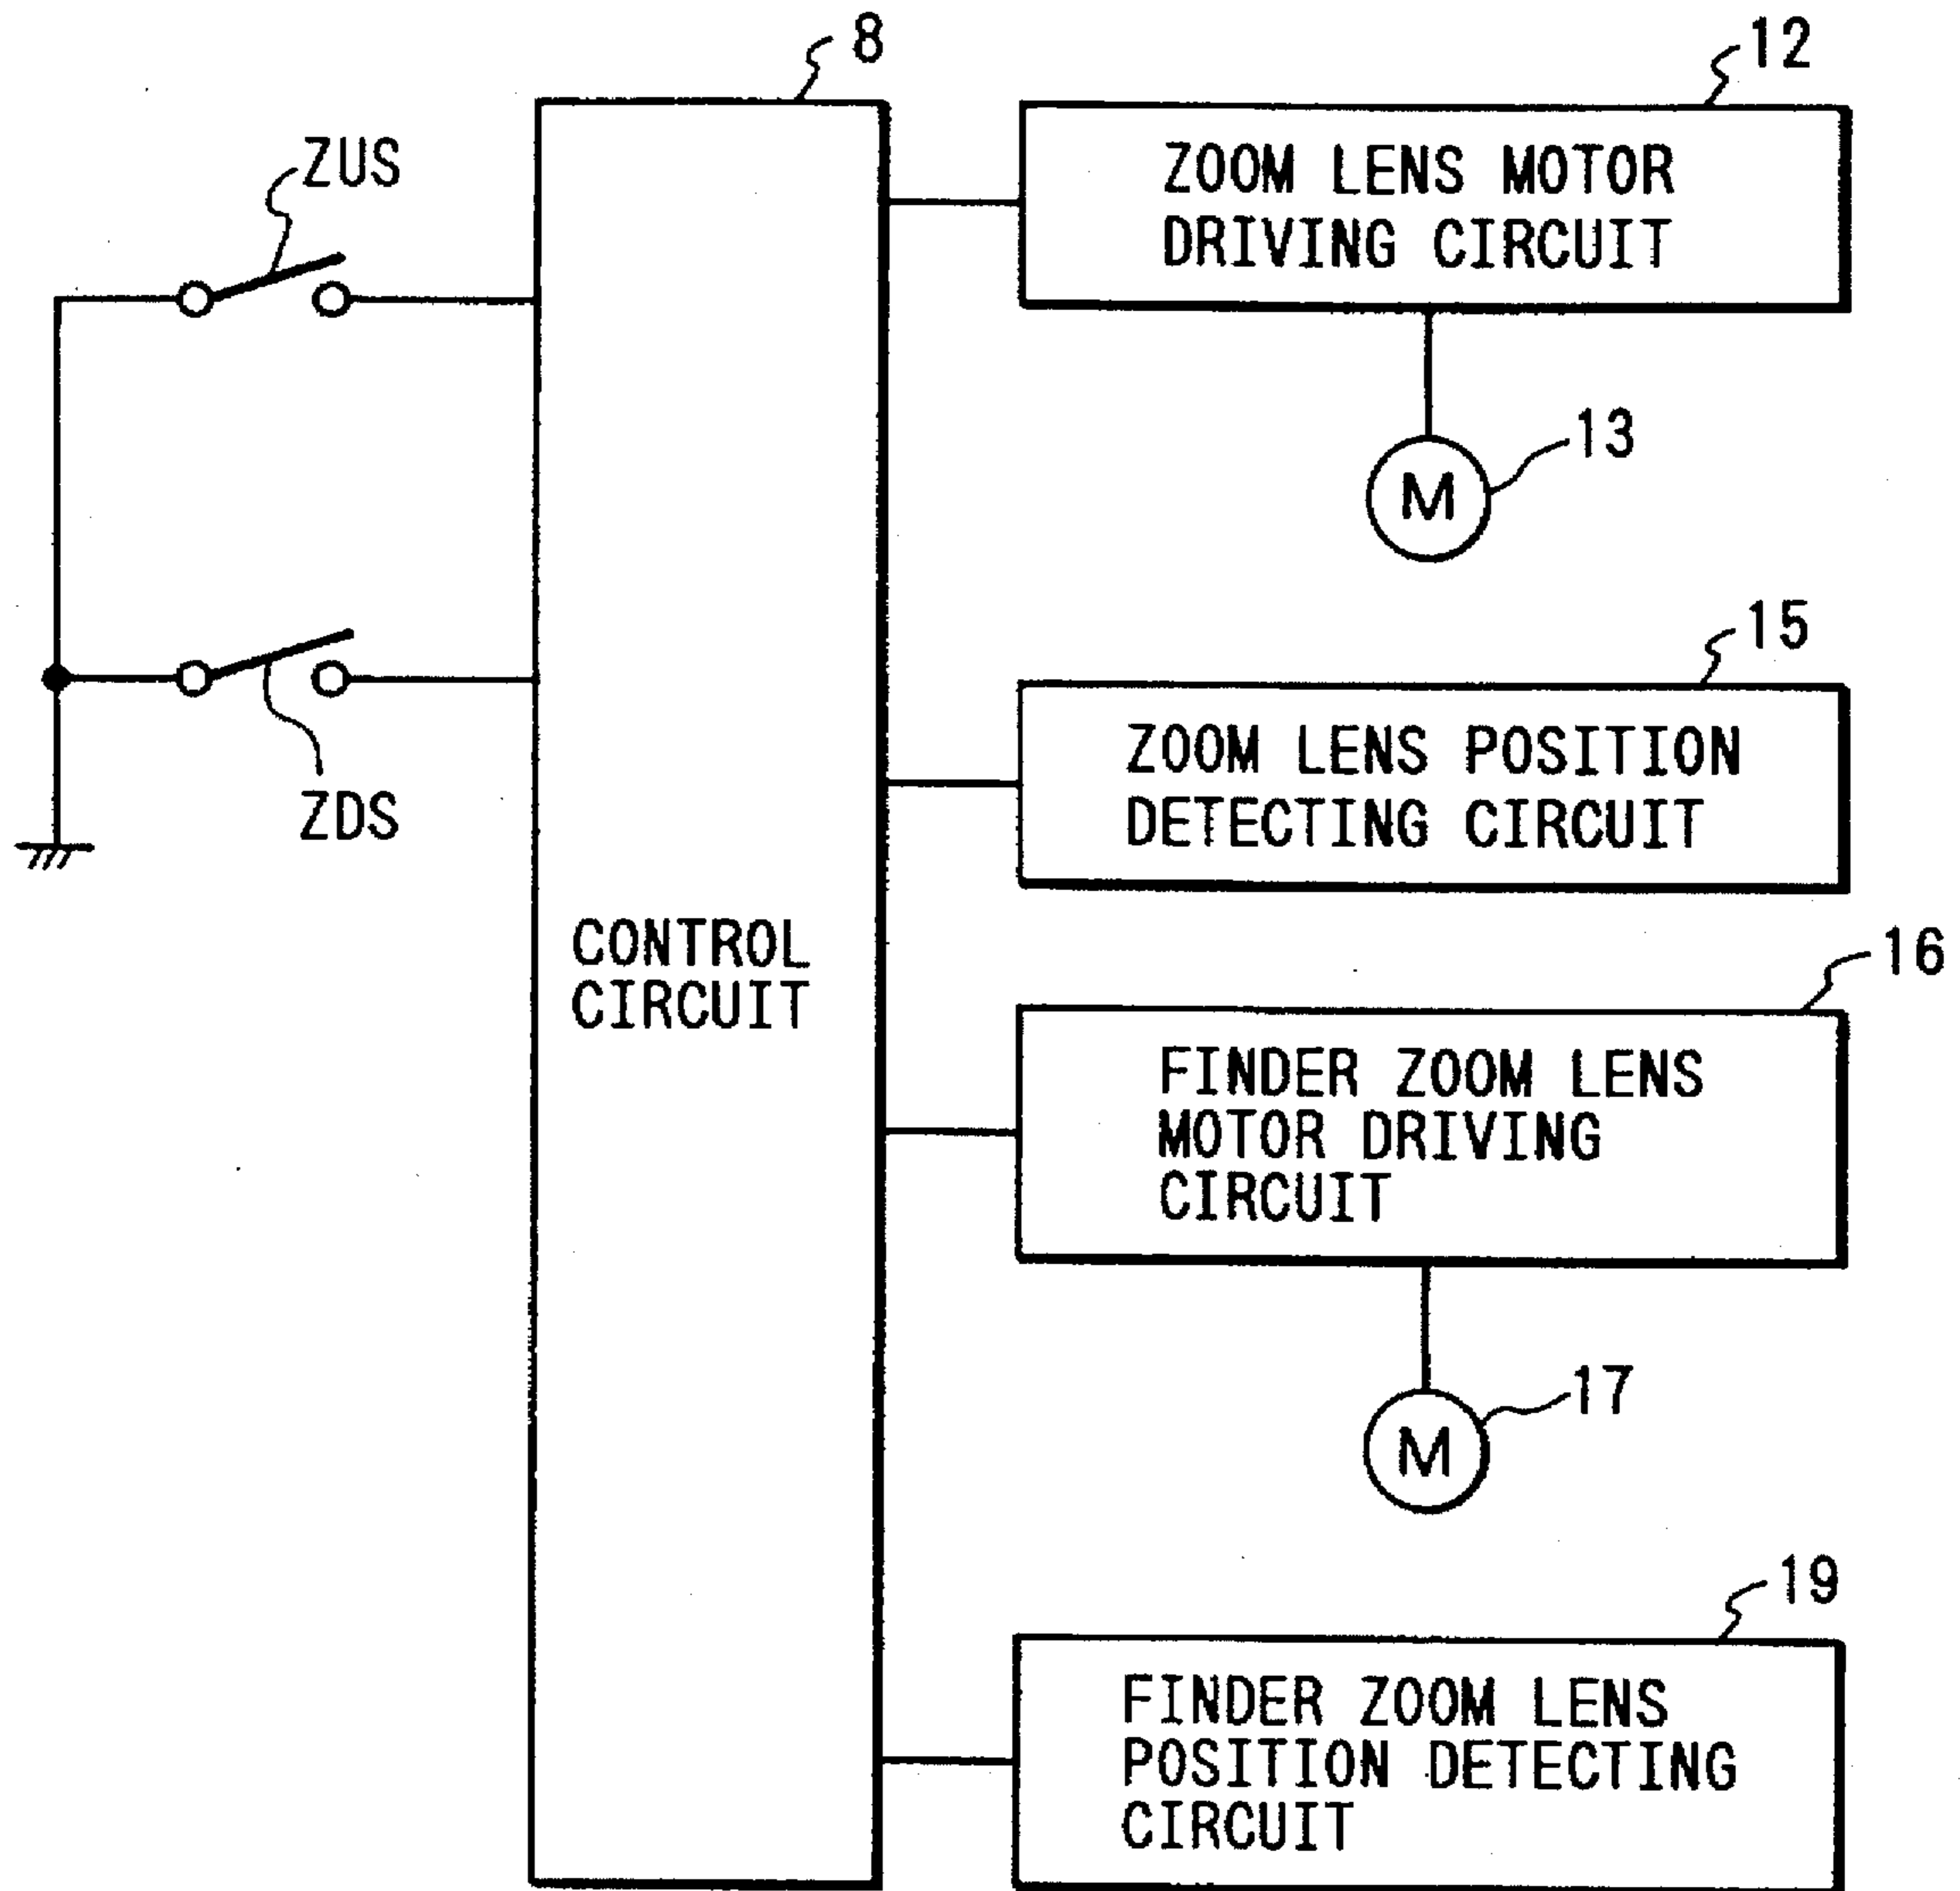 8
12
ZUS
ZOOM LENS MOTOR
DRIVING CIRCUIT
13
M
15
ZOOM LENS POSITION
DETECTING CIRCUIT
ZDS
CONTROL
CIRCUIT
16
FINDER ZOOM LENS
MOTOR DRIVING
CIRCUIT
17
M
19
FINDER ZOOM LENS
POSITION DETECTING
CIRCUIT